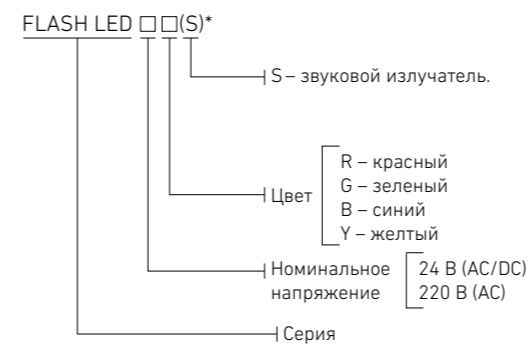 FLASH LED □ □(S)*
S – звуковой излучатель.
Цвет
R – красный
G – зеленый
B – синий
Y – желтый
Номинальное напряжение
24 В (AC/DC)
220 В (AC)
Серия